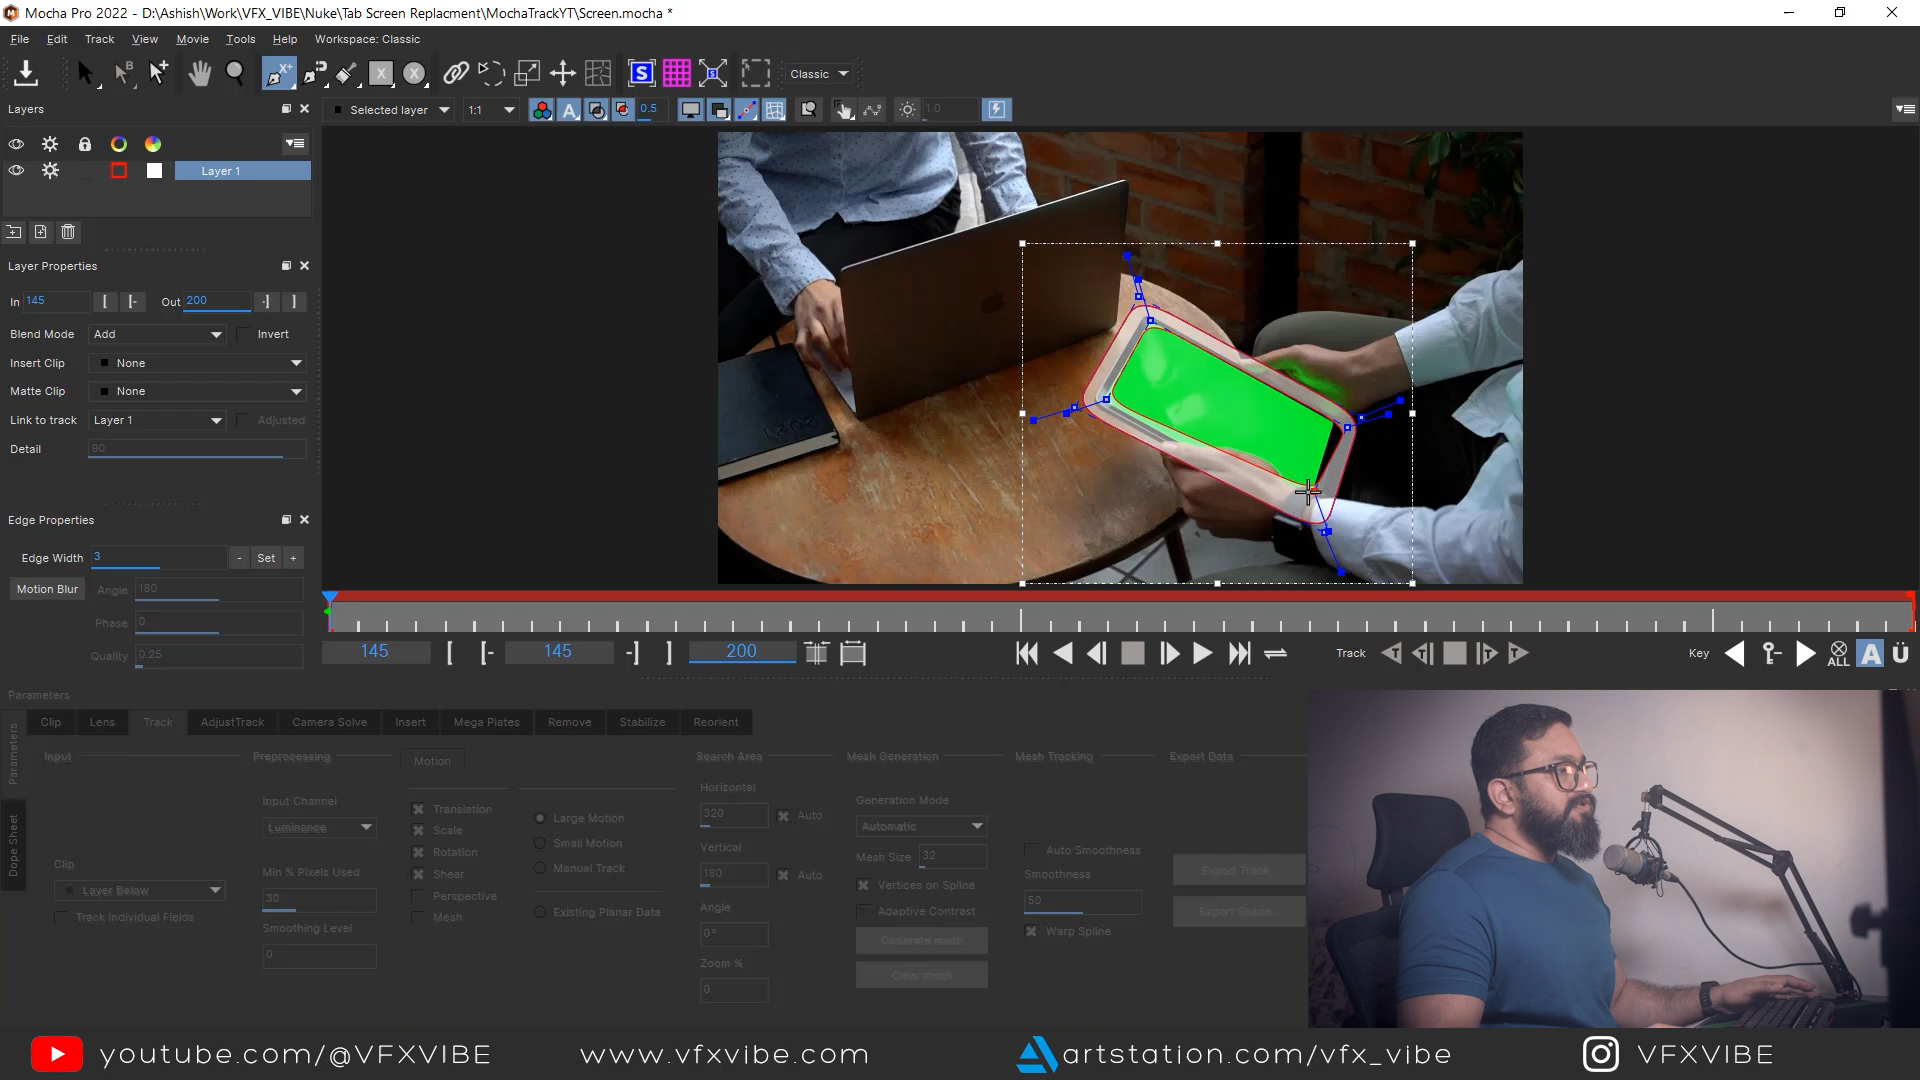 Mocha Pro 2022 - D:\Ashish\Work\VFX_VIBE\Nuke\Tab Screen Replacment\MochaTrackYT\Screen.mocha *
File Edit Track View Movie Tools Help Workspace: Classic
Classic
Layers
Selected layer 1:1 0.5 1.0
Layer 1
Layer Properties
In 145 Out 200
Blend Mode Add Invert
Insert Clip None
Matte Clip None
Link to track Layer 1 Adjusted
Detail 90
Edge Properties
Edge Width 3 - Set +
Motion Blur Angle 180
Phase 0
Quality 0.25
145 145 200
Track
Key
ALL
Parameters
Parameters
Dope Sheet
Clip Lens Track AdjustTrack Camera Solve Insert Mega Plates Remove Stabilize Reorient
Input
Clip
Layer Below
Track Individual Fields
Preprocessing
Input Channel
Luminance
Min % Pixels Used
30
Smoothing Level
0
Motion
Translation
Scale
Rotation
Shear
Perspective
Mesh
Large Motion
Small Motion
Manual Track
Existing Planar Data
Search Area
Horizontal
320 Auto
Vertical
180 Auto
Angle
0°
Zoom %
0
Mesh Generation
Generation Mode
Automatic
Mesh Size 32
Vertices on Spline
Adaptive Contrast
Generate mesh
Clear mesh
Mesh Tracking
Auto Smoothness
Smoothness
50
Warp Spline
Export Data
Export Track...
Export Shape...
youtube.com/@VFXVIBE www.vfxvibe.com artstation.com/vfx_vibe VFXVIBE